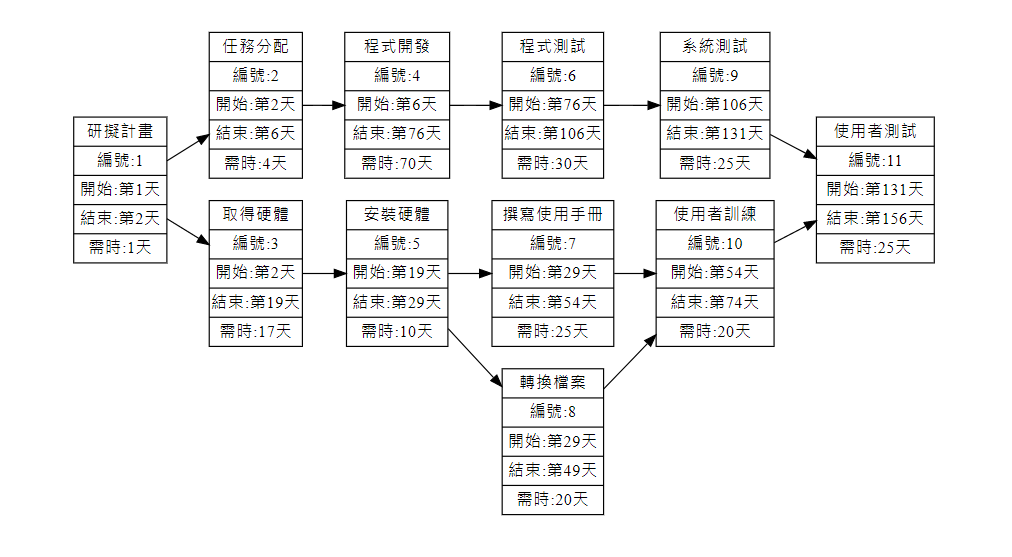 研擬計畫
編號:1
開始:第1天
結束:第2天
需時:1天
任務分配
編號:2
開始:第2天
結束:第6天
需時:4天
取得硬體
編號:3
開始:第2天
結束:第19天
需時:17天
程式開發
編號:4
開始:第6天
結束:第76天
需時:70天
安裝硬體
編號:5
開始:第19天
結束:第29天
需時:10天
程式測試
編號:6
開始:第76天
結束:第106天
需時:30天
撰寫使用手冊
編號:7
開始:第29天
結束:第54天
需時:25天
轉換檔案
編號:8
開始:第29天
結束:第49天
需時:20天
系統測試
編號:9
開始:第106天
結束:第131天
需時:25天
使用者訓練
編號:10
開始:第54天
結束:第74天
需時:20天
使用者測試
編號:11
開始:第131天
結束:第156天
需時:25天